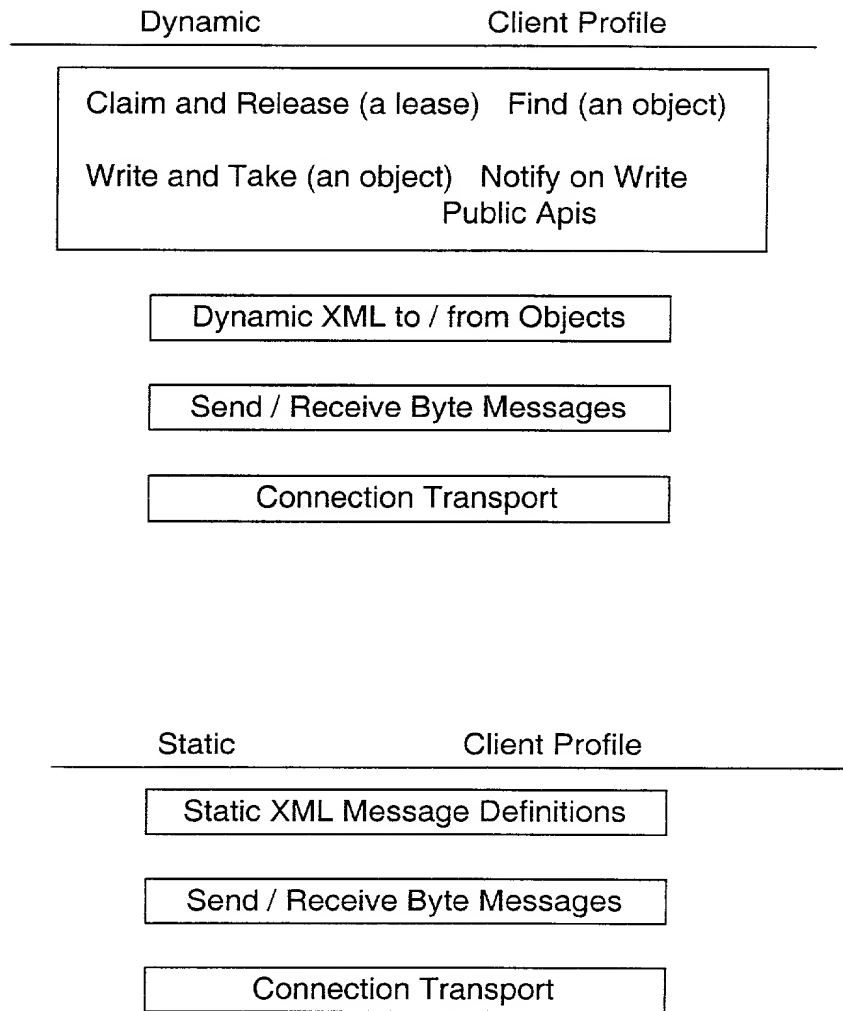 Dynamic Client Profile
Claim and Release (a lease) Find (an object)
Write and Take (an object) Notify on Write
Public Apis
Dynamic XML to / from Objects
Send / Receive Byte Messages
Connection Transport
Static Client Profile
Static XML Message Definitions
Send / Receive Byte Messages
Connection Transport